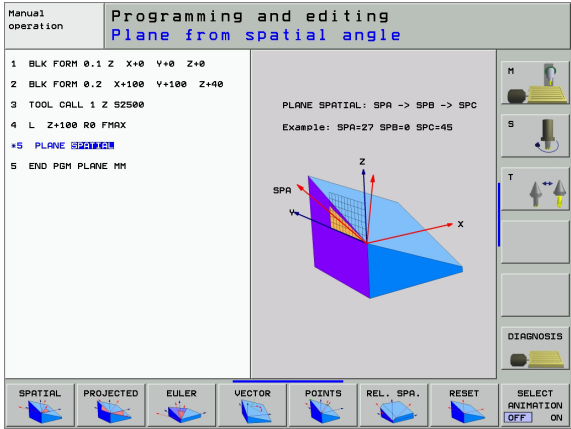 Manual
operation
Programming and editing
Plane from spatial angle
1 BLK FORM 0.1 Z X+0 Y+0 Z+0
2 BLK FORM 0.2 X+100 Y+100 Z+40
3 TOOL CALL 1 Z S2500
4 L Z+100 R0 FMAX
*5 PLANE SPATIAL
5 END PGM PLANE MM
PLANE SPATIAL: SPA -> SPB -> SPC
Example: SPA=27 SPB=0 SPC=45
Z
SPA
Y
X
M
S
T
DIAGNOSIS
SPATIAL
PROJECTED
EULER
VECTOR
POINTS
REL. SPA.
RESET
SELECT
ANIMATION
OFF ON